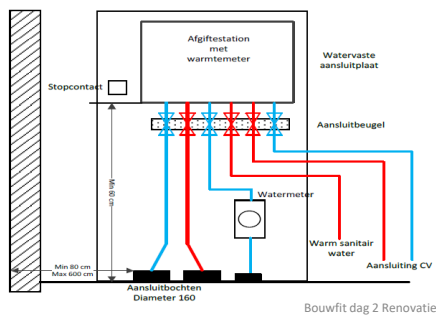 Afgiftestation
met
warmtemeter
Watervaste
aansluitplaat
Stopcontact
Aansluitbeugel
Min 60 cm
Watermeter
Warm sanitair
water
Aansluiting CV
Min 80 cm
Max 600 cm
Aansluitbochten
Diameter 160
Bouwfit dag 2 Renovatie